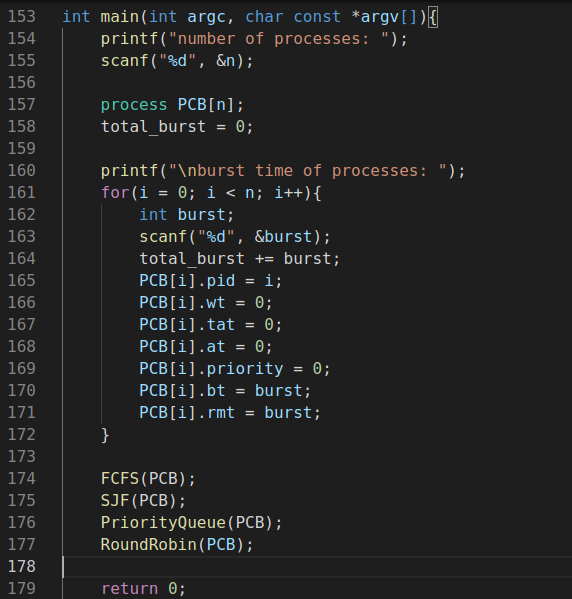 153 int main(int argc, char const *argv[]){
154     printf("number of processes: ");
155     scanf("%d", &n);
156
157     process PCB[n];
158     total_burst = 0;
159
160     printf("\nburst time of processes: ");
161     for(i = 0; i < n; i++){
162         int burst;
163         scanf("%d", &burst);
164         total_burst += burst;
165         PCB[i].pid = i;
166         PCB[i].wt = 0;
167         PCB[i].tat = 0;
168         PCB[i].at = 0;
169         PCB[i].priority = 0;
170         PCB[i].bt = burst;
171         PCB[i].rmt = burst;
172     }
173
174     FCFS(PCB);
175     SJF(PCB);
176     PriorityQueue(PCB);
177     RoundRobin(PCB);
178
179     return 0;